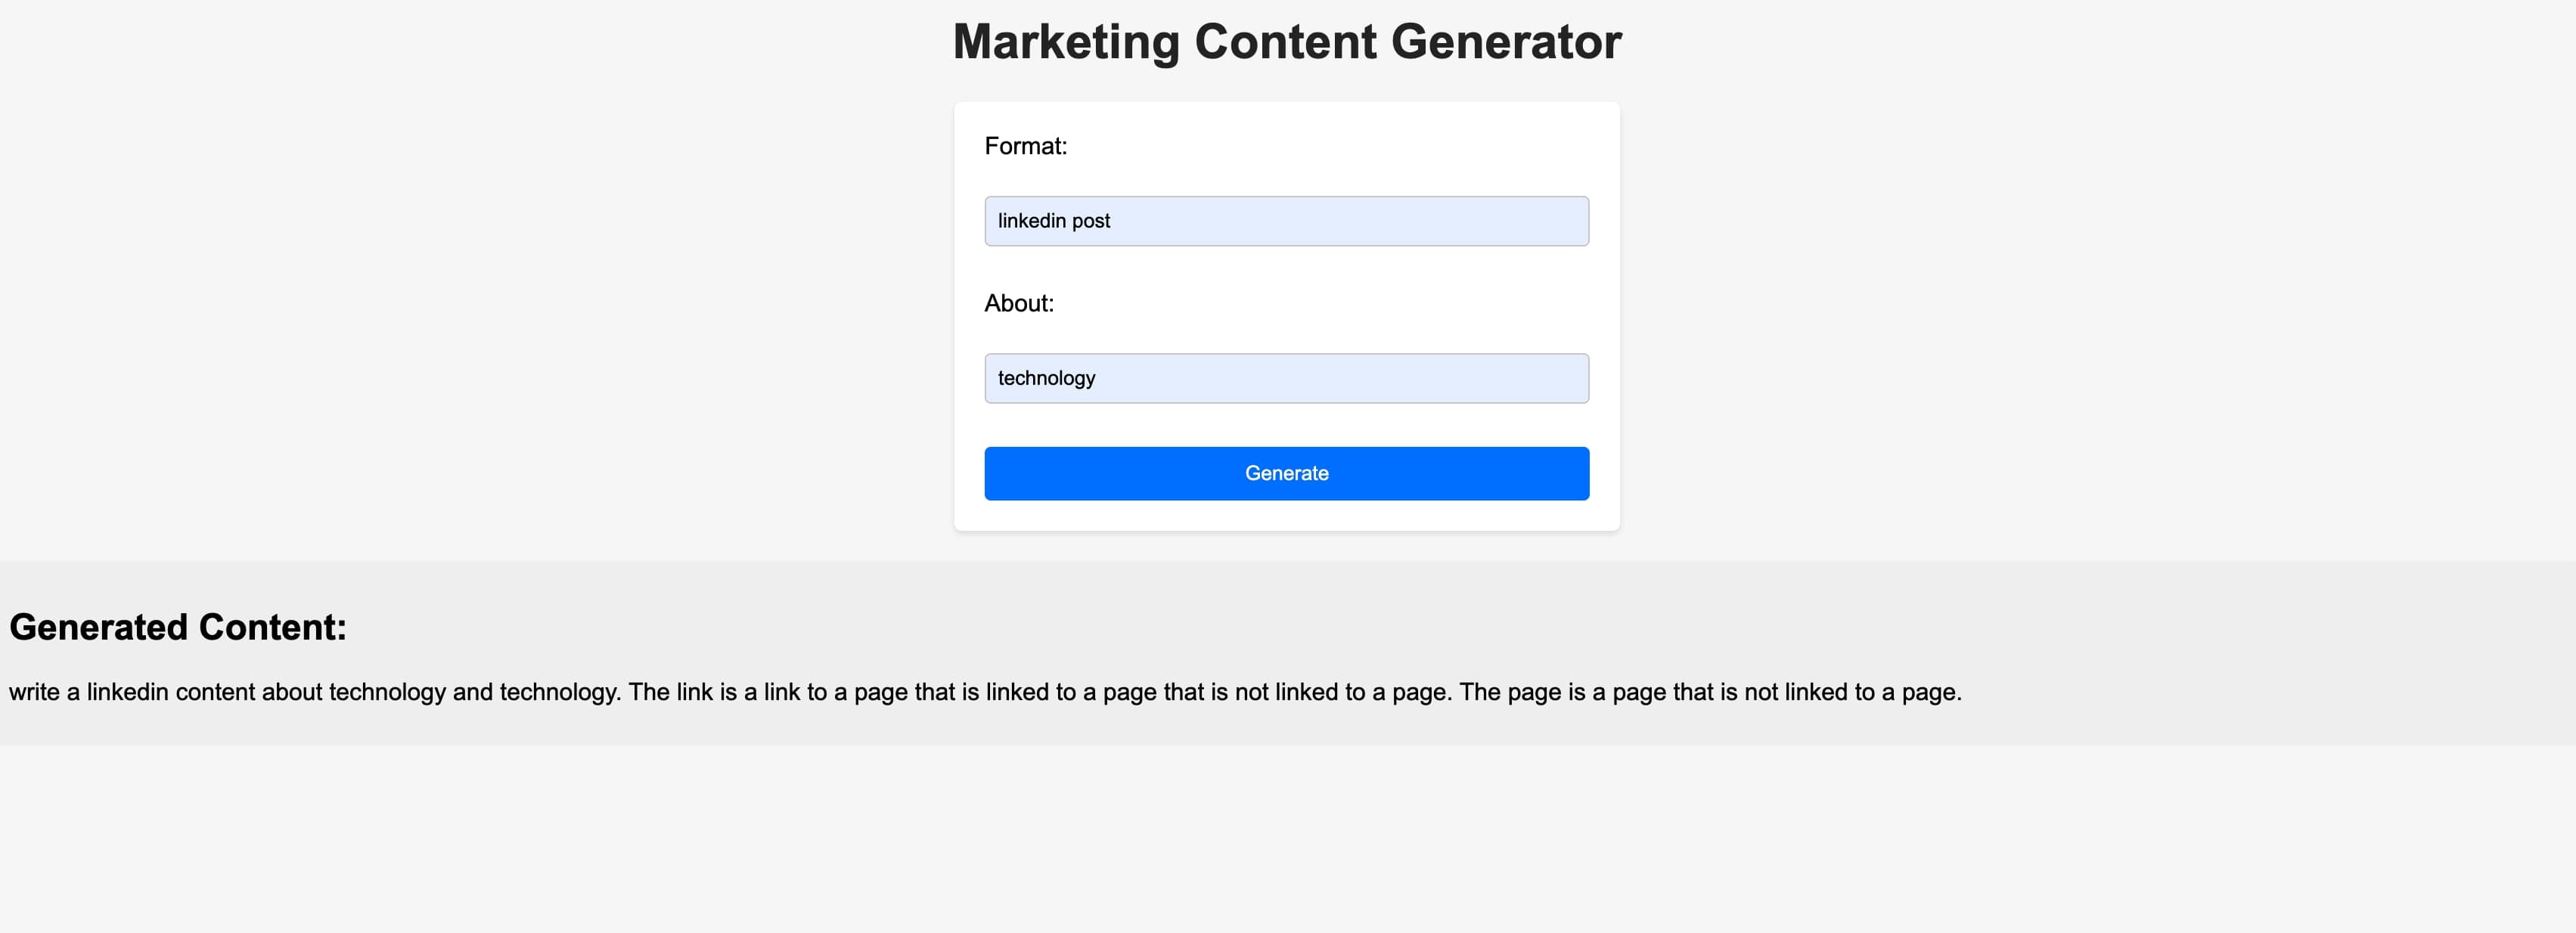 Marketing Content Generator
Format:
linkedin post
About:
technology
Generate
Generated Content:
write a linkedin content about technology and technology. The link is a link to a page that is linked to a page that is not linked to a page. The page is a page that is not linked to a page.